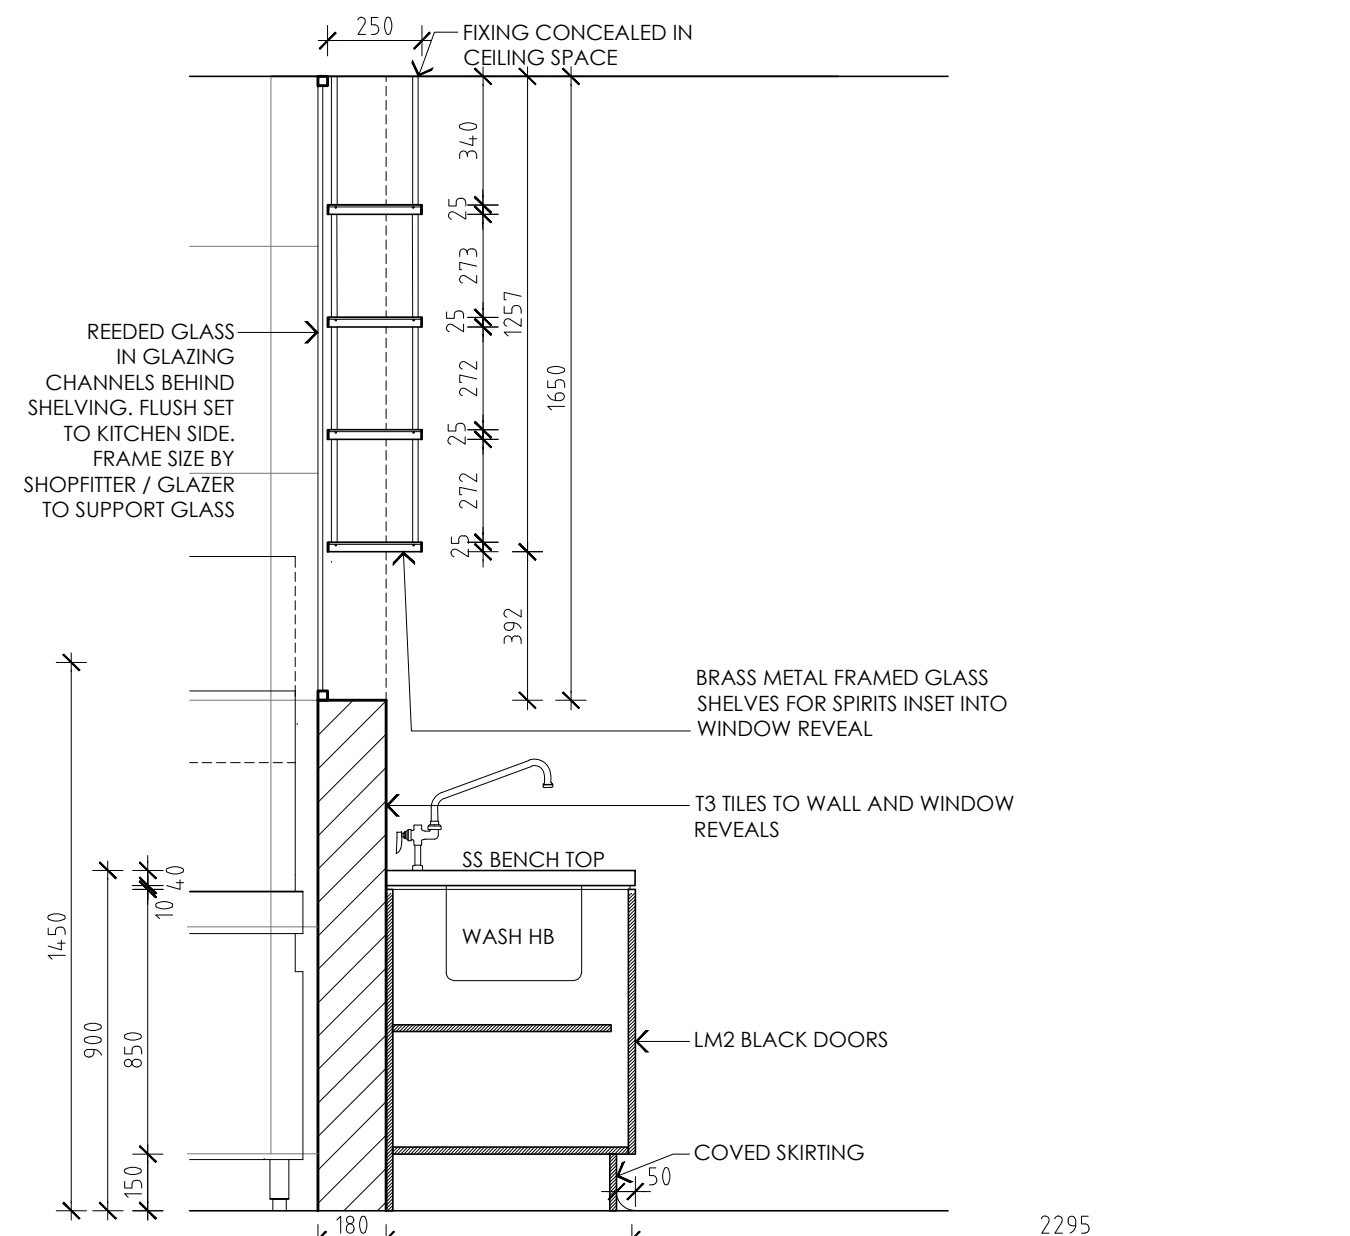 250
FIXING CONCEALED IN
CEILING SPACE
340
25
273
25
1257
272
1650
25
272
25
392
REEDED GLASS
IN GLAZING
CHANNELS BEHIND
SHELVING. FLUSH SET
TO KITCHEN SIDE.
FRAME SIZE BY
SHOPFITTER / GLAZER
TO SUPPORT GLASS
BRASS METAL FRAMED GLASS
SHELVES FOR SPIRITS INSET INTO
WINDOW REVEAL
T3 TILES TO WALL AND WINDOW
REVEALS
SS BENCH TOP
WASH HB
40
10
1450
900
850
150
LM2 BLACK DOORS
COVED SKIRTING
50
180
2295